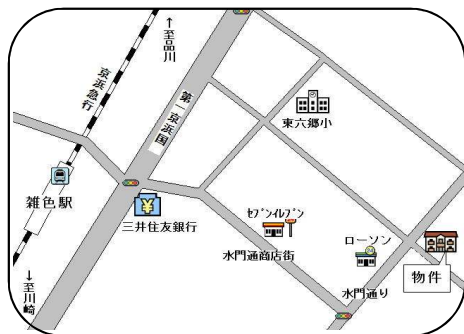 ↑至品川
京浜急行
第一京浜国
東六郷小
雑色駅
¥
三井住友銀行
ｾﾌﾞﾝｲﾚﾌﾞﾝ
水門通商店街
ローソン
物件
水門通り
↓至川崎